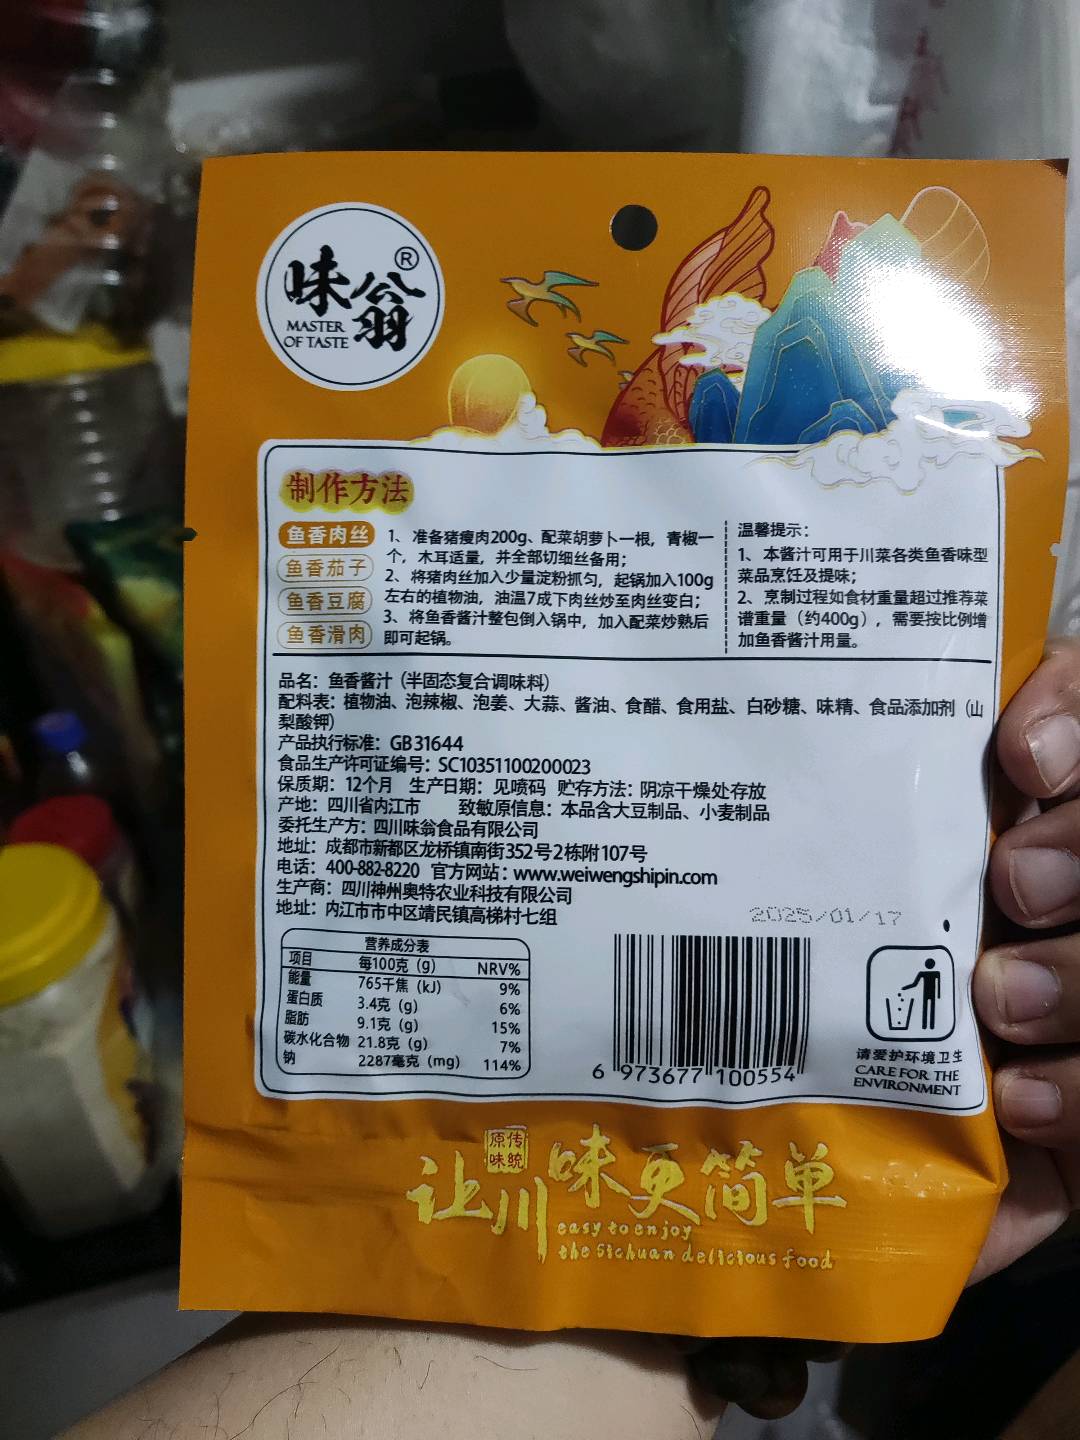 味翁®
MASTER
OF TASTE
制作方法
鱼香肉丝
鱼香茄子
鱼香豆腐
鱼香滑肉
1、准备猪瘦肉200g、配菜胡萝卜一根，青椒一
个，木耳适量，并全部切细丝备用；
2、将猪肉丝加入少量淀粉抓匀，起锅加入100g
左右的植物油，油温7成下肉丝炒至肉丝变白；
3、将鱼香酱汁整包倒入锅中，加入配菜炒熟后
即可起锅。
温馨提示：
1、本酱汁可用于川菜各类鱼香味型
菜品烹饪及提味；
2、烹制过程如食材重量超过推荐菜
谱重量（约400g），需要按比例增
加鱼香酱汁用量。
品名：鱼香酱汁（半固态复合调味料）
配料表：植物油、泡辣椒、泡姜、大蒜、酱油、食醋、食用盐、白砂糖、味精、食品添加剂（山
梨酸钾）
产品执行标准：GB 31644
食品生产许可证编号：SC10351100200023
保质期：12个月 生产日期：见喷码 贮存方法：阴凉干燥处存放
产地：四川省内江市 致敏原信息：本品含大豆制品、小麦制品
委托生产方：四川味翁食品有限公司
地址：成都市新都区龙桥镇南街352号2栋附107号
电话：400-882-8220 官方网站：www.weiwengshipin.com
生产商：四川神州奥特农业科技有限公司
地址：内江市市中区靖民镇高梯村七组
2025/01/17
营养成分表
项目 每100克（g） NRV%
能量 765千焦（kJ） 9%
蛋白质 3.4克（g） 6%
脂肪 9.1克（g） 15%
碳水化合物 21.8克（g） 7%
钠 2287毫克（mg） 114%
6 973677 100554
请爱护环境卫生
CARE FOR THE
ENVIRONMENT
传统
原味
让川味更简单
easy to enjoy
the Sichuan delicious food